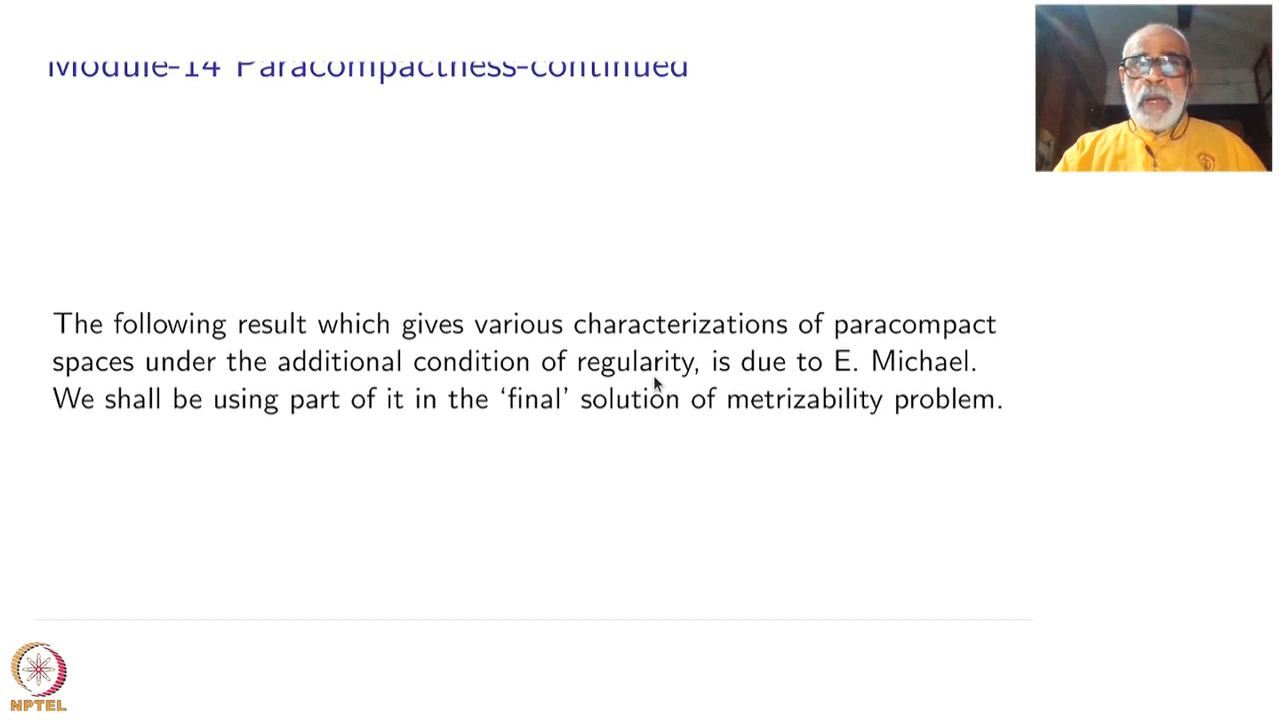 Module-14 Paracompactness-continued
The following result which gives various characterizations of paracompact
spaces under the additional condition of regularity, is due to E. Michael.
We shall be using part of it in the ‘final’ solution of metrizability problem.
NPTEL